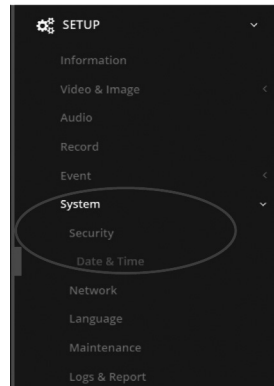 SETUP
Information
Video & Image
Audio
Record
Event
System
Security
Date & Time
Network
Language
Maintenance
Logs & Report